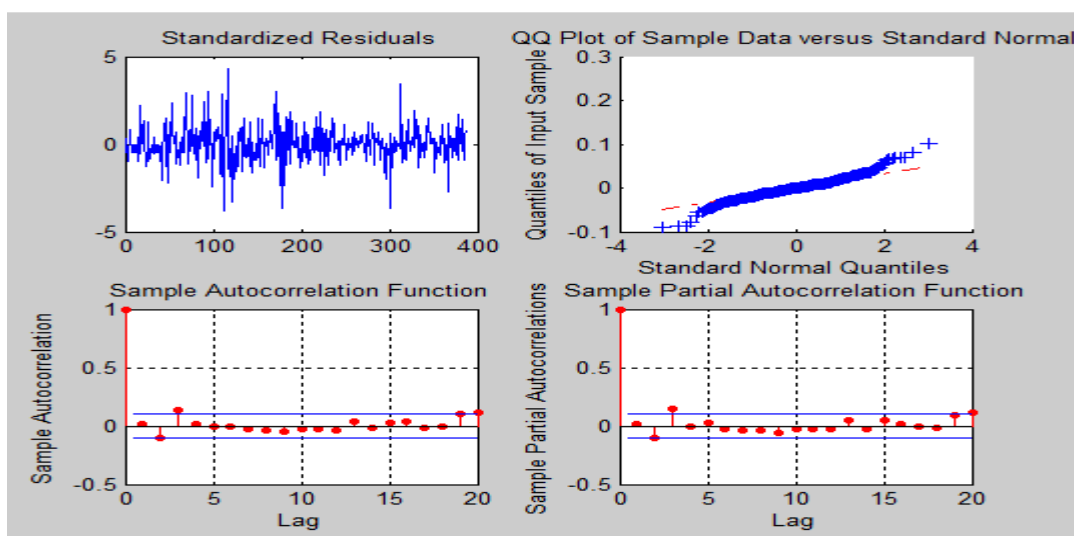 Standardized Residuals
5
0
-5
0 100 200 300 400
QQ Plot of Sample Data versus Standard Normal
Quantiles of Input Sample
0.3
0.2
0.1
0
-0.1
-4 -2 0 2 4
Standard Normal Quantiles
Sample Autocorrelation Function
Sample Autocorrelation
1
0.5
0
-0.5
0 5 10 15 20
Lag
Sample Partial Autocorrelation Function
Sample Partial Autocorrelations
1
0.5
0
-0.5
0 5 10 15 20
Lag